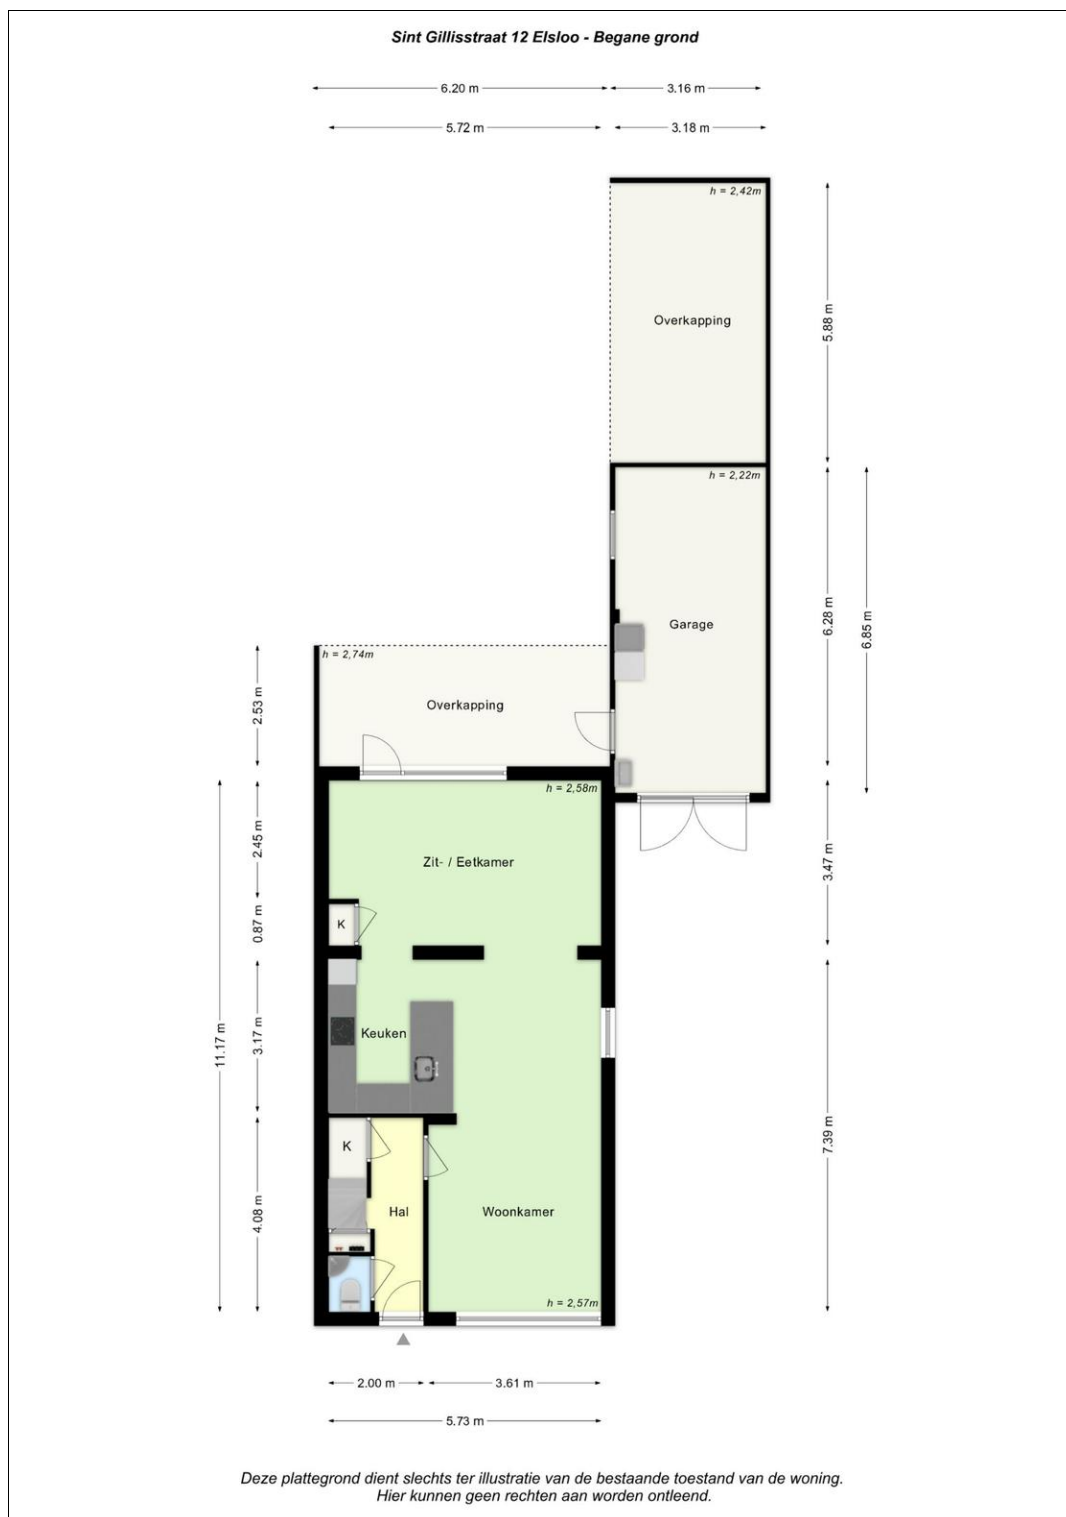 Sint Gillisstraat 12 Elsloo - Begane grond
6.20 m
3.16 m
5.72 m
3.18 m
h = 2,42m
Overkapping
5.88 m
h = 2,22m
Garage
6.28 m
6.85 m
h = 2,74m
Overkapping
2.53 m
h = 2,58m
Zit- / Eetkamer
2.45 m
3.47 m
K
0.87 m
Keuken
3.17 m
11.17 m
K
7.39 m
Hal
Woonkamer
4.08 m
h = 2,57m
2.00 m
3.61 m
5.73 m
Deze plattegrond dient slechts ter illustratie van de bestaande toestand van de woning.
Hier kunnen geen rechten aan worden ontleend.